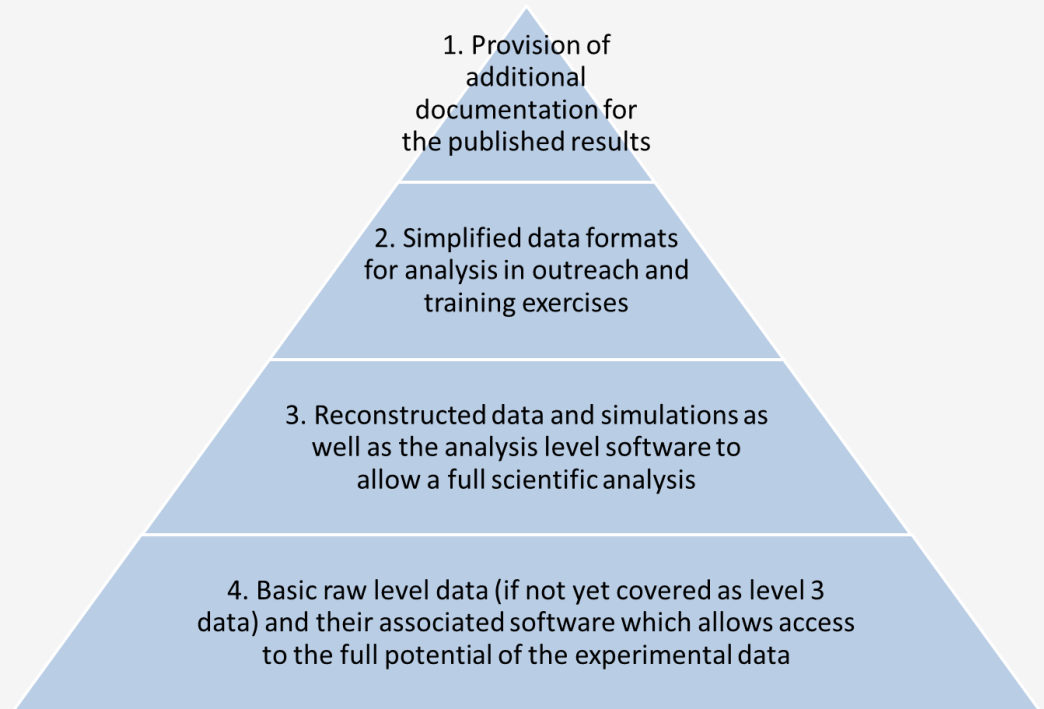 1. Provision of
additional
documentation for
the published results
2. Simplified data formats
for analysis in outreach and
training exercises
3. Reconstructed data and simulations as
well as the analysis level software to
allow a full scientific analysis
4. Basic raw level data (if not yet covered as level 3
data) and their associated software which allows access
to the full potential of the experimental data